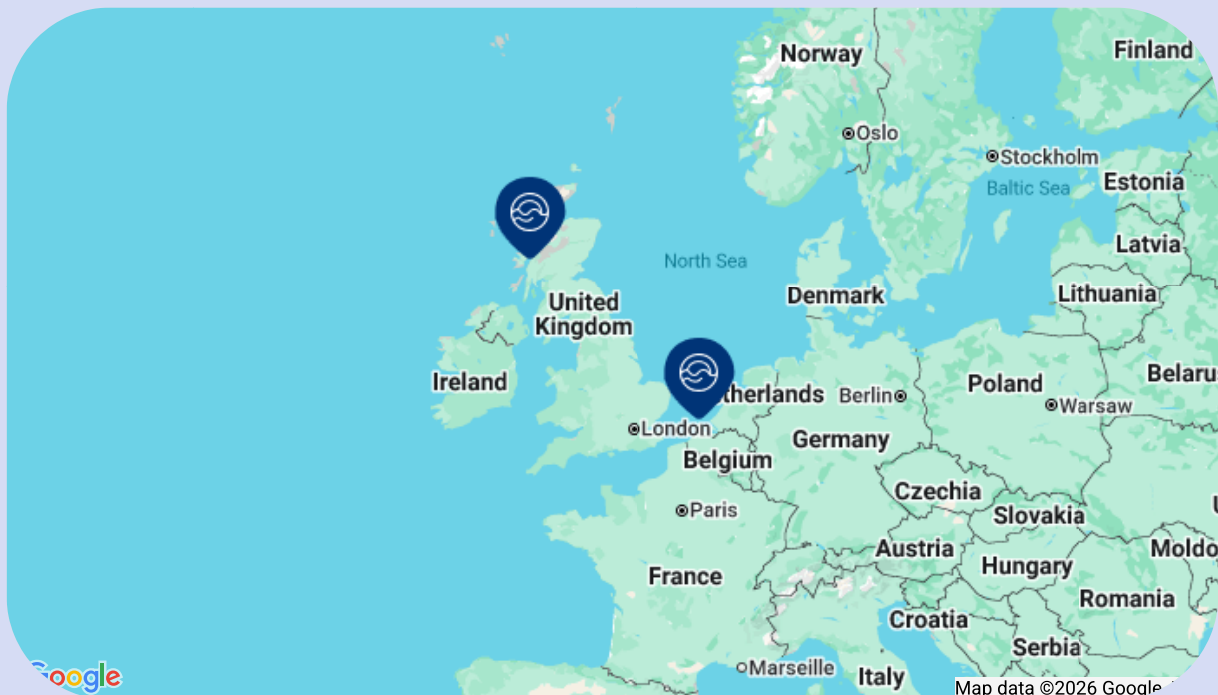 Norway
Finland
Oslo
Stockholm
Baltic Sea
Estonia
Latvia
North Sea
Lithuania
Denmark
United
Kingdom
Belaru
Ireland
Poland
therlands
Berlin
Warsaw
London
Germany
Belgium
Czechia
Paris
Slovakia
Austria
Moldo
Hungary
France
Romania
Croatia
Serbia
Marseille
Italy
Google
Map data ©2026 Google,